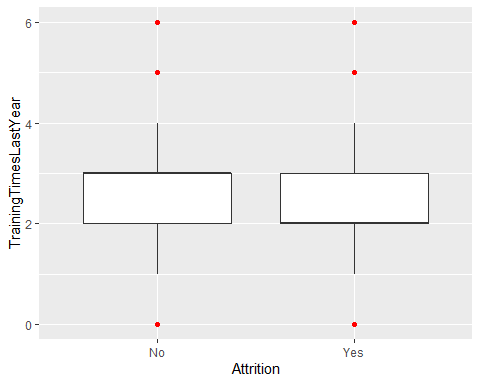 6
4
2
0
TrainingTimesLastYear
No Yes
Attrition